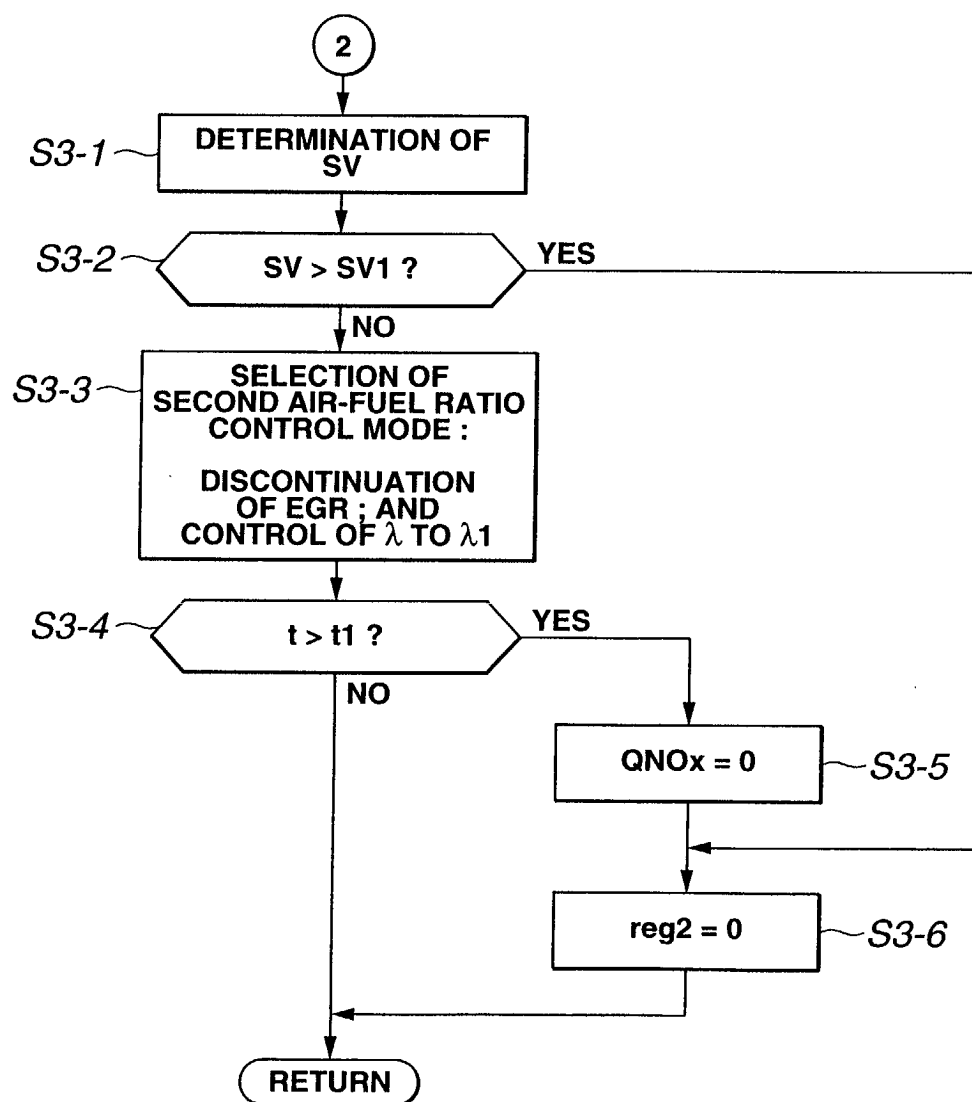 2
S3-1
DETERMINATION OF
SV
S3-2
SV > SV1 ?
YES
NO
S3-3
SELECTION OF
SECOND AIR-FUEL RATIO
CONTROL MODE :
DISCONTINUATION
OF EGR ; AND
CONTROL OF λ TO λ1
S3-4
t > t1 ?
YES
NO
QNOx = 0
S3-5
reg2 = 0
S3-6
RETURN